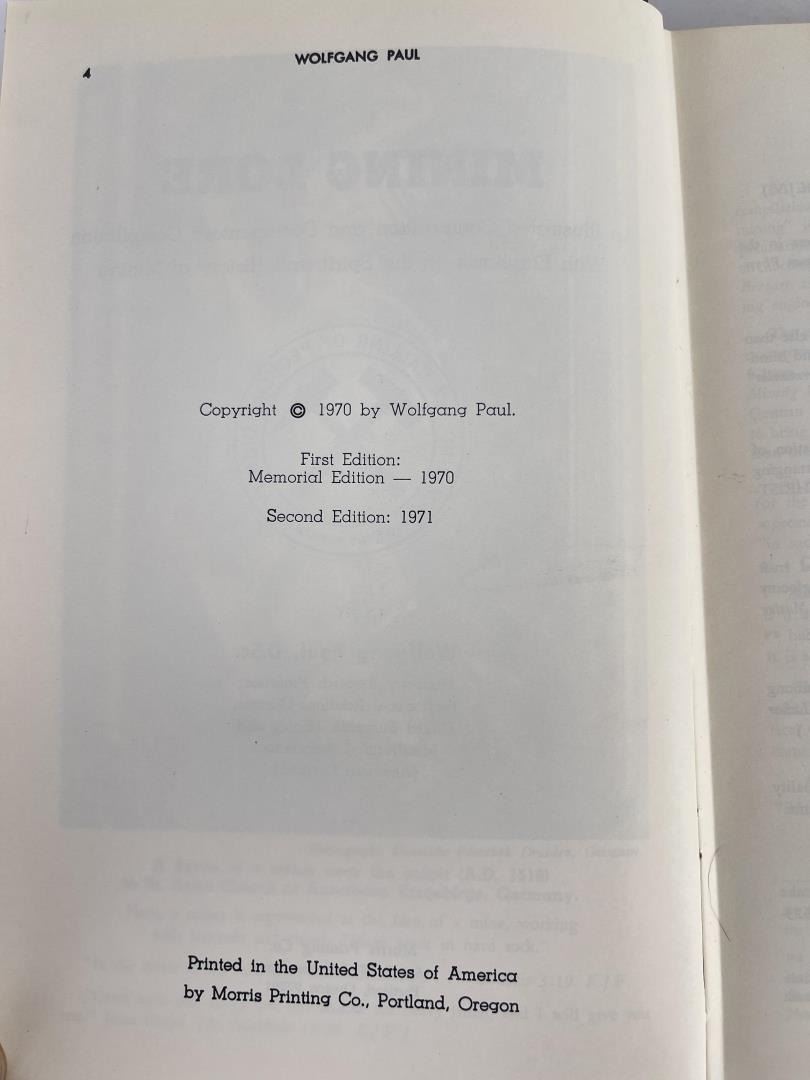 4
WOLFGANG PAUL
Copyright © 1970 by Wolfgang Paul.
First Edition:
Memorial Edition — 1970
Second Edition: 1971
Printed in the United States of America
by Morris Printing Co., Portland, Oregon